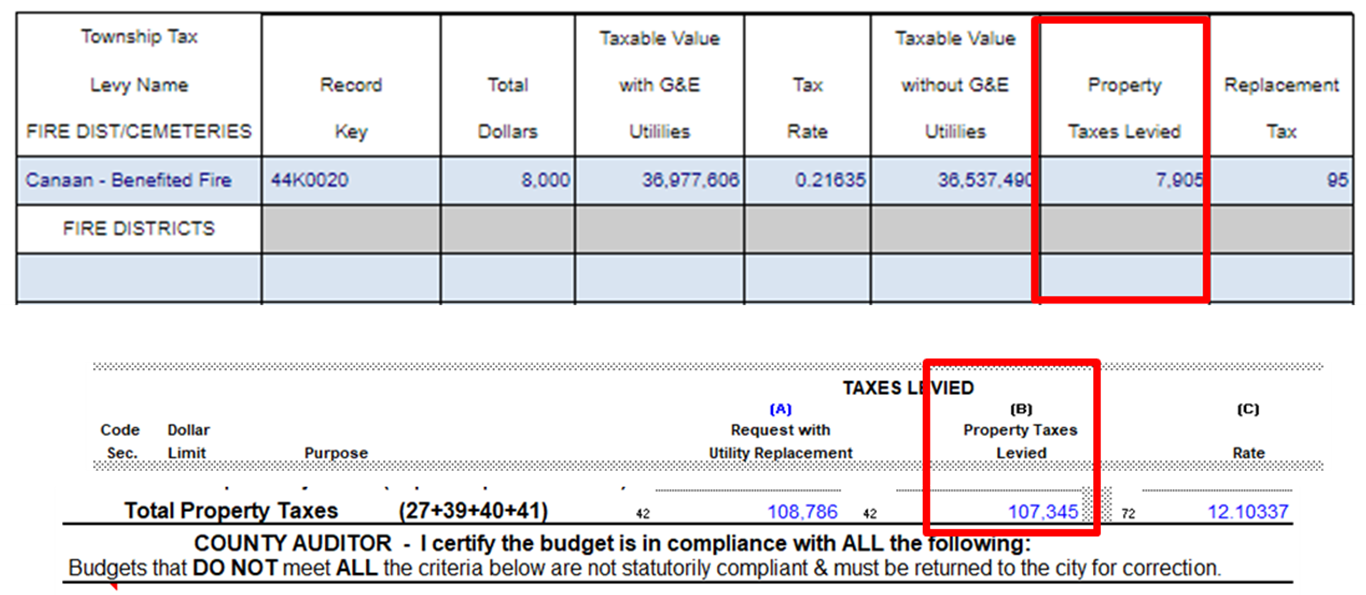 Township Tax Taxable Value Taxable Value
Levy Name Record Total with G&E Tax without G&E Property Replacement
FIRE DIST/CEMETERIES Key Dollars Utililies Rate Utililies Taxes Levied Tax
Canaan - Benefited Fire 44K0020 8,000 36,977,606 0.21635 36,537,490 7,905 95
FIRE DISTRICTS
TAXES LEVIED
(A) (B) (C)
Code Dollar Request with Property Taxes
Sec. Limit Purpose Utility Replacement Levied Rate
Total Property Taxes (27+39+40+41) 42 108,786 42 107,345 72 12.10337
COUNTY AUDITOR - I certify the budget is in compliance with ALL the following:
Budgets that DO NOT meet ALL the criteria below are not statutorily compliant & must be returned to the city for correction.